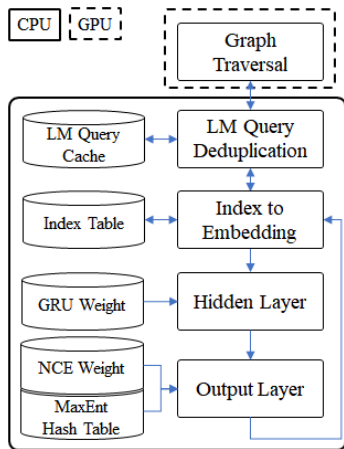 CPU
GPU
Graph
Traversal
LM Query
Cache
LM Query
Deduplication
Index Table
Index to
Embedding
GRU Weight
Hidden Layer
NCE Weight
MaxEnt
Hash Table
Output Layer